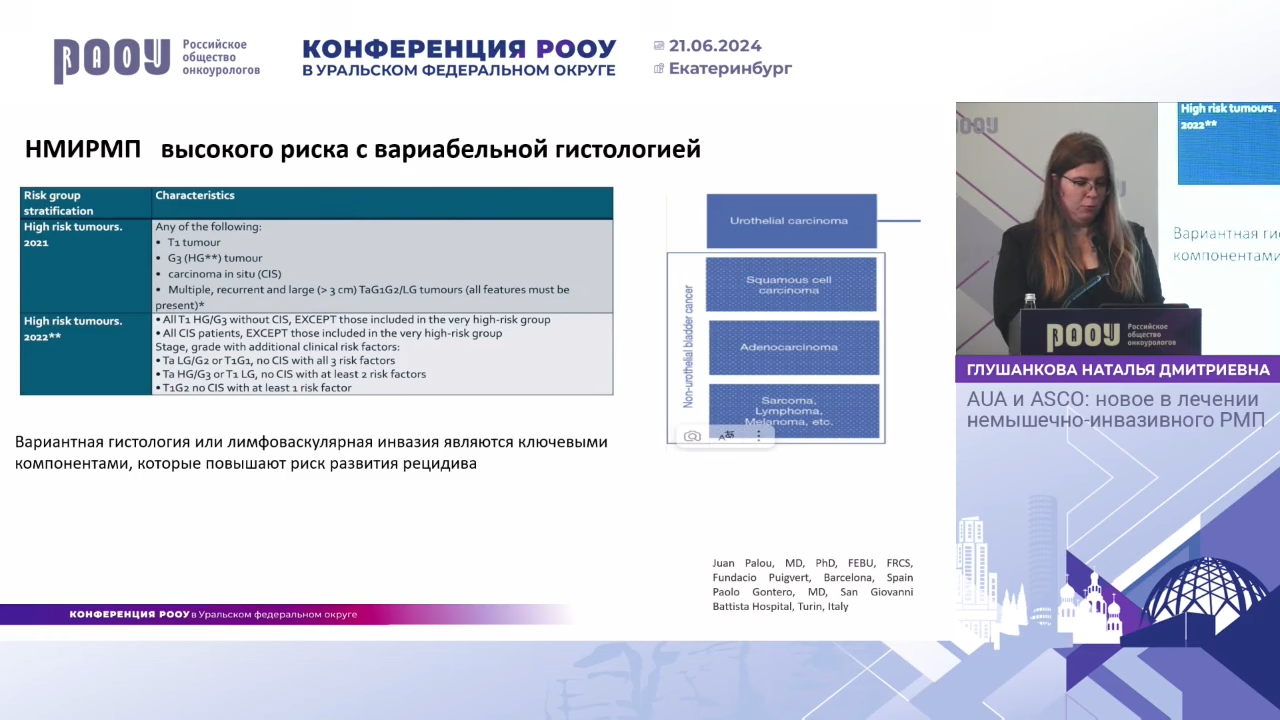 РООУ
Российское
общество
онкоурологов
КОНФЕРЕНЦИЯ РООУ
В УРАЛЬСКОМ ФЕДЕРАЛЬНОМ ОКРУГЕ
21.06.2024
Екатеринбург
НМИРМП высокого риска с вариабельной гистологией
Risk group
stratification
Characteristics
High risk tumours.
2021
Any of the following:
▪ T1 tumour
▪ G3 (HG**) tumour
▪ carcinoma in situ (CIS)
▪ Multiple, recurrent and large (> 3 cm) TaG1G2/LG tumours (all features must be
present)*
High risk tumours.
2022**
• All T1 HG/G3 without CIS, EXCEPT those included in the very high-risk group
• All CIS patients, EXCEPT those included in the very high-risk group
Stage, grade with additional clinical risk factors:
• Ta LG/G2 or T1G1, no CIS with all 3 risk factors
• Ta HG/G3 or T1 LG, no CIS with at least 2 risk factors
• T1G2 no CIS with at least 1 risk factor
Вариантная гистология или лимфоваскулярная инвазия являются ключевыми
компонентами, которые повышают риск развития рецидива
Urothelial carcinoma
Non-urothelial bladder cancer
Squamous cell
carcinoma
Adenocarcinoma
Sarcoma,
Lymphoma,
Melanoma, etc.
Juan Palou, MD, PhD, FEBU, FRCS,
Fundacio Puigvert, Barcelona, Spain
Paolo Gontero, MD, San Giovanni
Battista Hospital, Turin, Italy
КОНФЕРЕНЦИЯ РООУ в Уральском федеральном округе
High risk tumours.
2022**
Вариантная ги
компонентами
РООУ
Российское
общество
онкоурологов
ГЛУШАНКОВА НАТАЛЬЯ ДМИТРИЕВНА
AUA и ASCO: новое в лечении
немышечно-инвазивного РМП